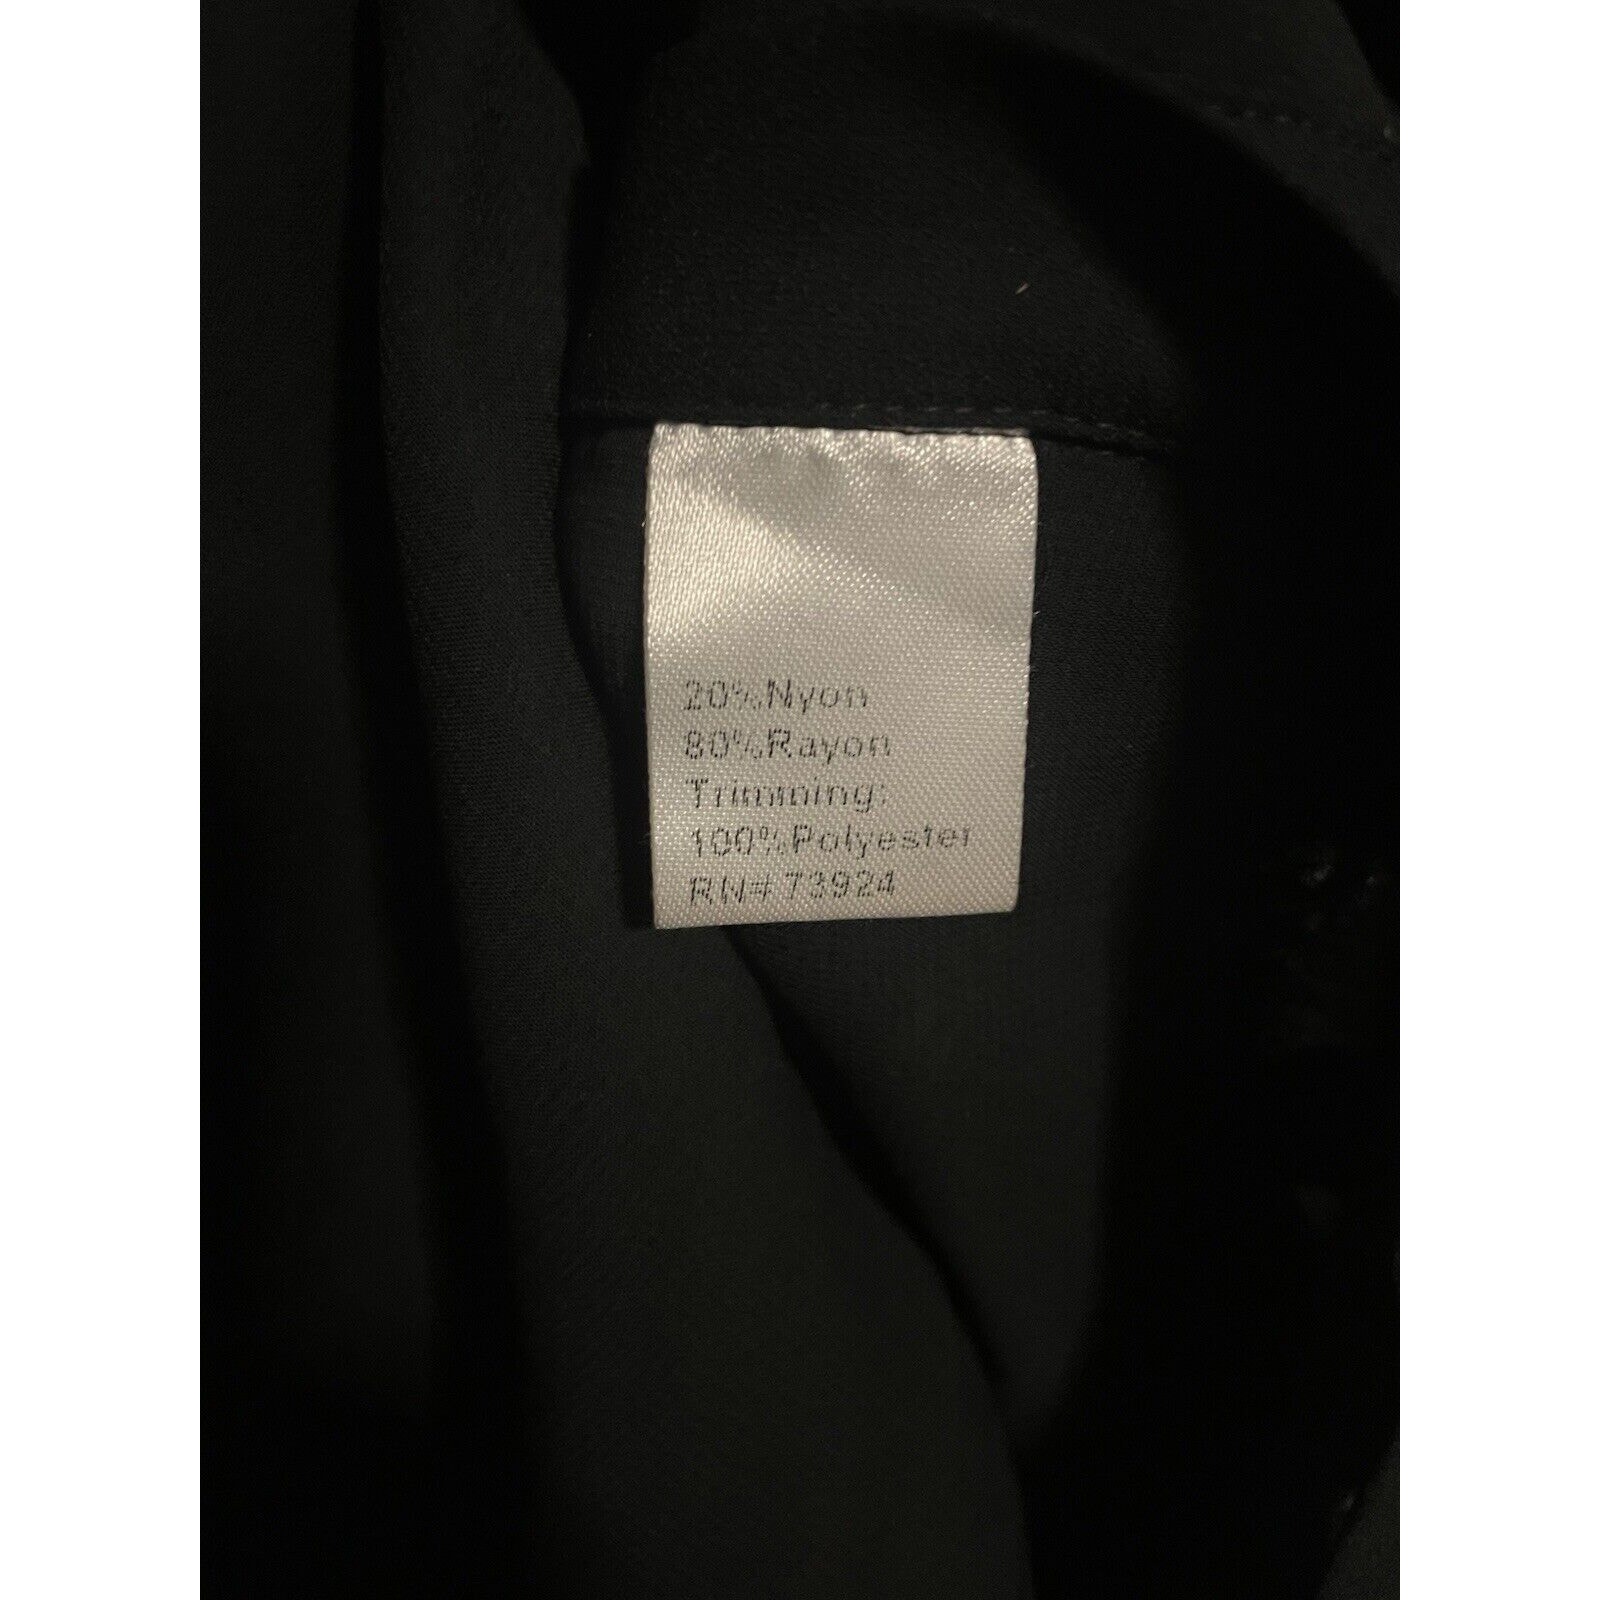 20%Nyon
80%Rayon
Trimming:
100%Polyester
RN#73924